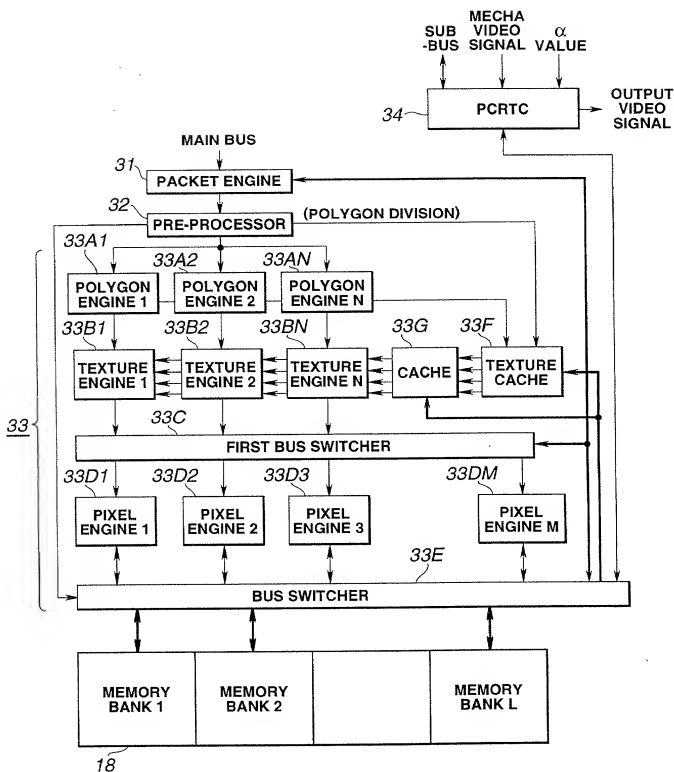 SUB
-BUS
MECHA
VIDEO
SIGNAL
α
VALUE
PCRTC
34
OUTPUT
VIDEO
SIGNAL
MAIN BUS
31
PACKET ENGINE
32
PRE-PROCESSOR
(POLYGON DIVISION)
33A1
33A2
33AN
POLYGON
ENGINE 1
POLYGON
ENGINE 2
POLYGON
ENGINE N
33B1
33B2
33BN
33G
33F
TEXTURE
ENGINE 1
TEXTURE
ENGINE 2
TEXTURE
ENGINE N
CACHE
TEXTURE
CACHE
33
33C
FIRST BUS SWITCHER
33D1
33D2
33D3
33DM
PIXEL
ENGINE 1
PIXEL
ENGINE 2
PIXEL
ENGINE 3
PIXEL
ENGINE M
33E
BUS SWITCHER
MEMORY
BANK 1
MEMORY
BANK 2
MEMORY
BANK L
18